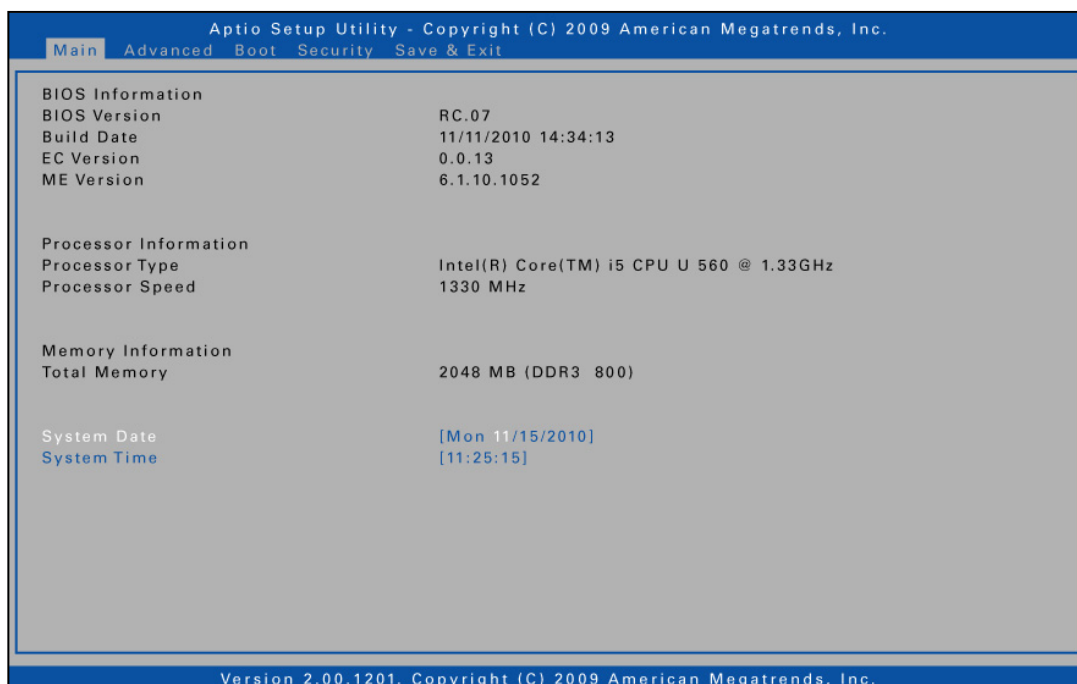 Aptio Setup Utility - Copyright (C) 2009 American Megatrends, Inc.
Main Advanced Boot Security Save & Exit
BIOS Information
BIOS Version RC.07
Build Date 11/11/2010 14:34:13
EC Version 0.0.13
ME Version 6.1.10.1052
Processor Information
Processor Type Intel(R) Core(TM) i5 CPU U 560 @ 1.33GHz
Processor Speed 1330 MHz
Memory Information
Total Memory 2048 MB (DDR3 800)
System Date [Mon 11/15/2010]
System Time [11:25:15]
Version 2.00.1201. Copyright (C) 2009 American Megatrends, Inc.